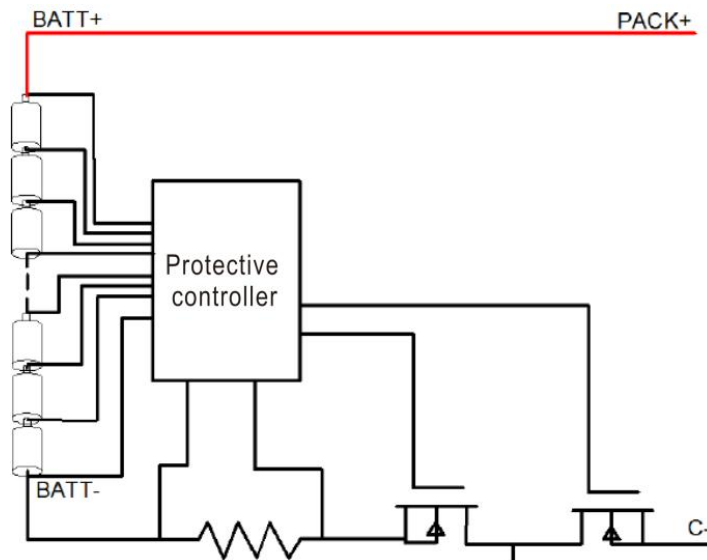 BATT+ PACK+
Protective
controller
BATT-
C-